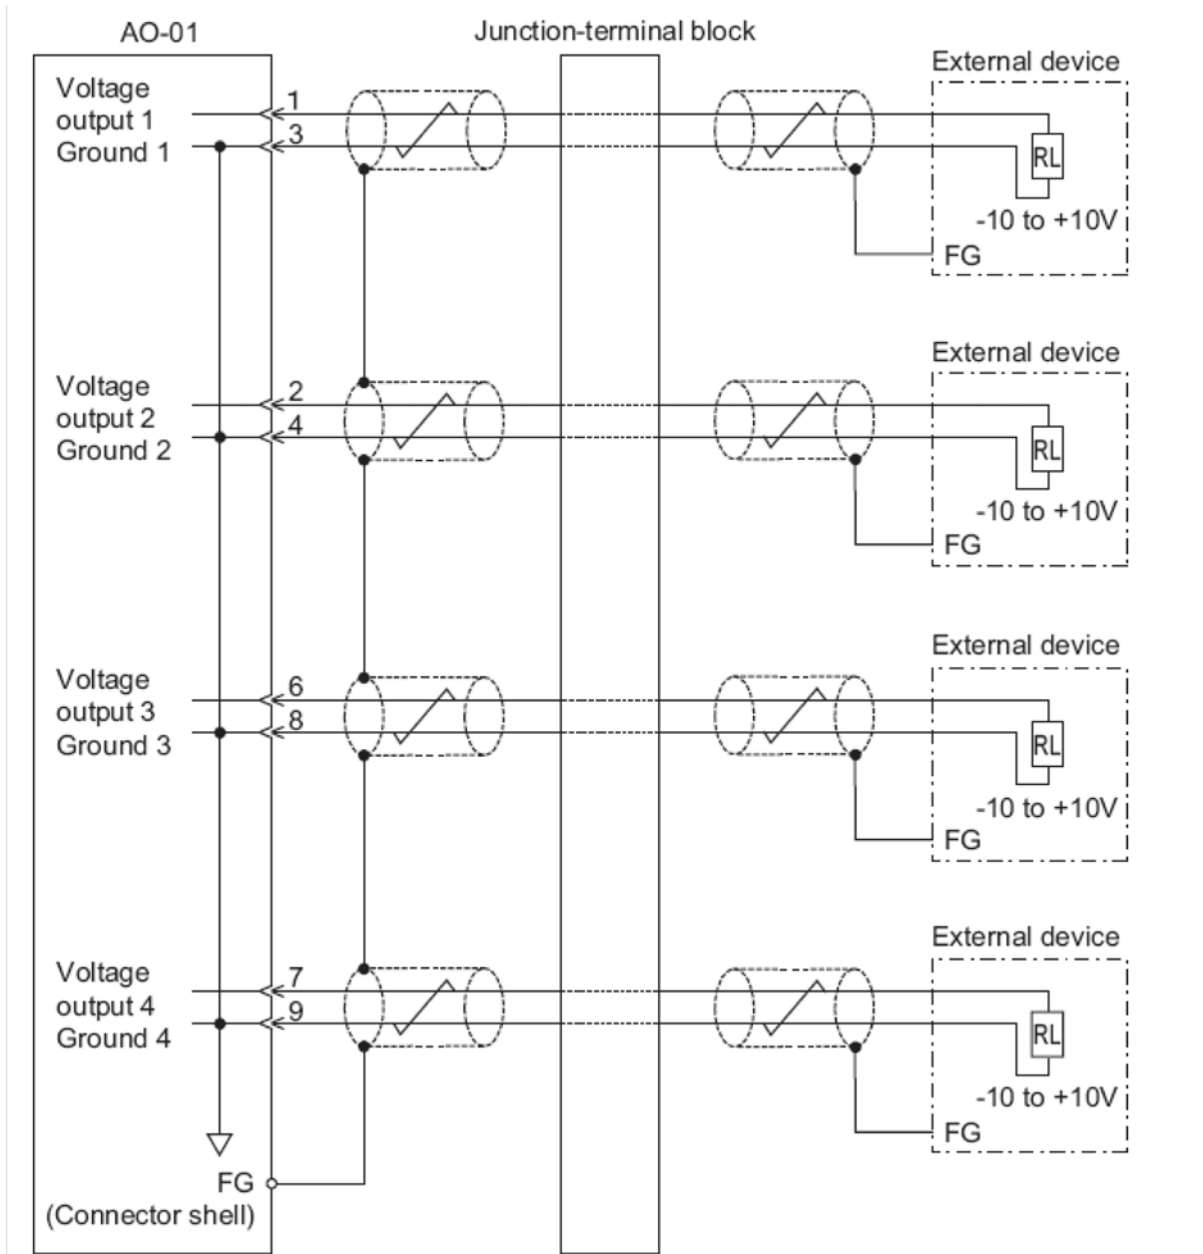 AO-01
Junction-terminal block
External device
Voltage
output 1
Ground 1
1
3
RL
-10 to +10V
FG
External device
Voltage
output 2
Ground 2
2
4
RL
-10 to +10V
FG
External device
Voltage
output 3
Ground 3
6
8
RL
-10 to +10V
FG
External device
Voltage
output 4
Ground 4
7
9
RL
-10 to +10V
FG
FG
(Connector shell)